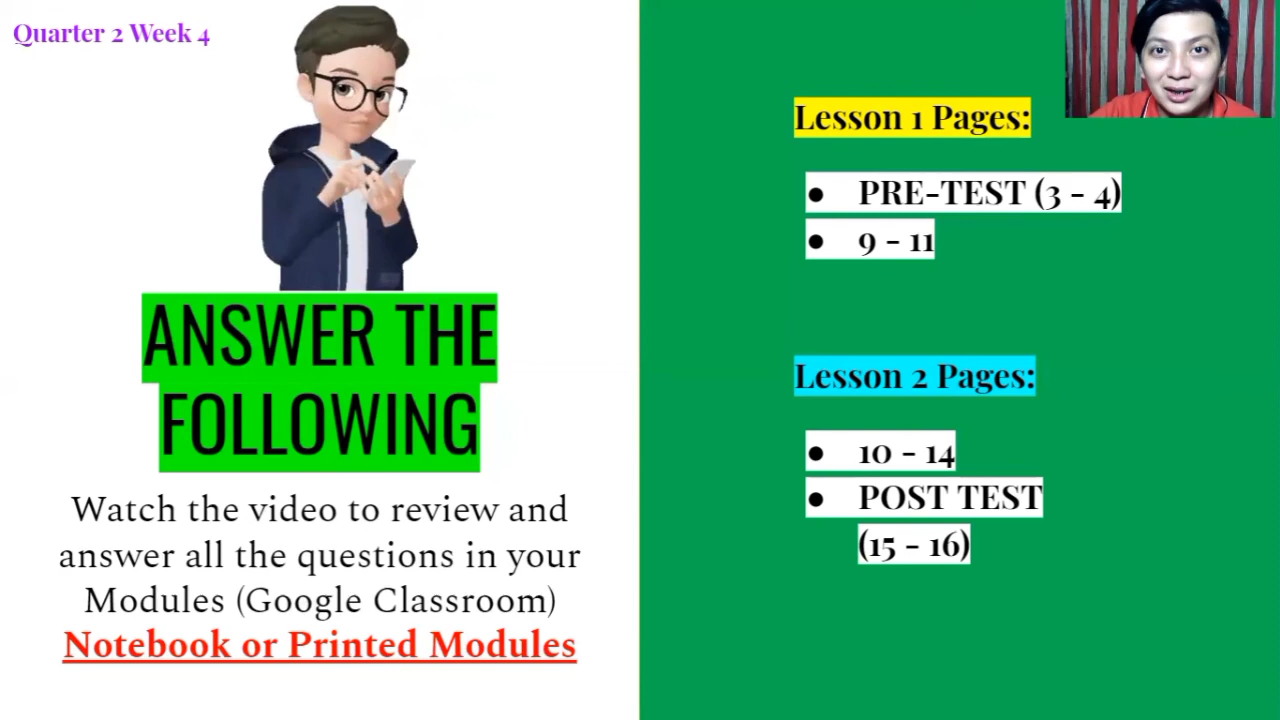 Quarter 2 Week 4
ANSWER THE
FOLLOWING
Watch the video to review and
answer all the questions in your
Modules (Google Classroom)
Notebook or Printed Modules
Lesson 1 Pages:
● PRE-TEST (3 - 4)
● 9 - 11
Lesson 2 Pages:
● 10 - 14
● POST TEST
(15 - 16)